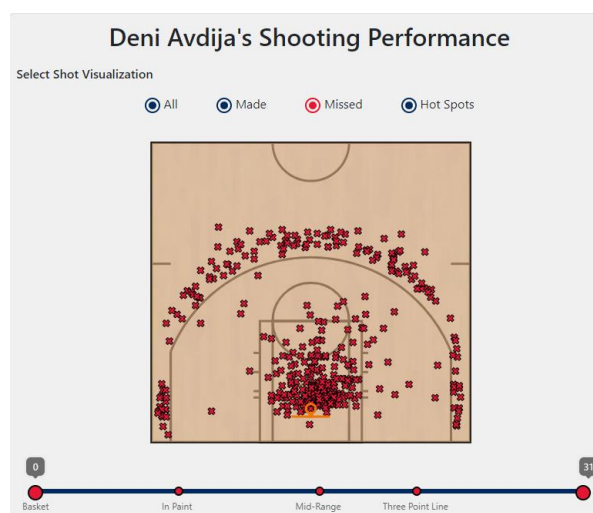 Deni Avdija's Shooting Performance
Select Shot Visualization
All Made Missed Hot Spots
0 31
Basket In Paint Mid-Range Three Point Line